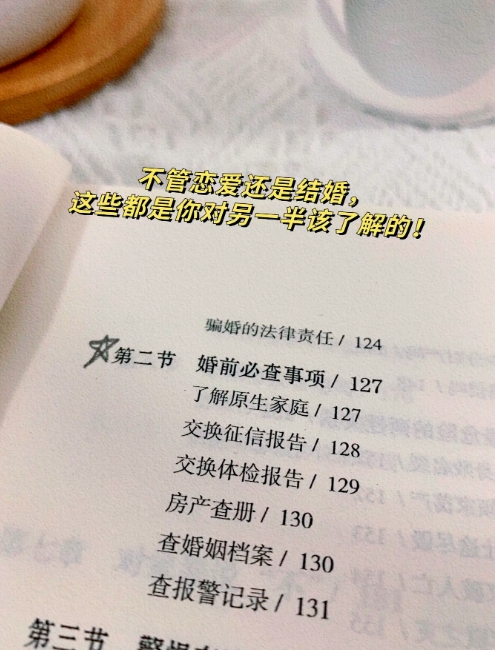 不管恋爱还是结婚，
这些都是你对另一半该了解的！
骗婚的法律责任 / 124
第二节 婚前必查事项 / 127
了解原生家庭 / 127
交换征信报告 / 128
交换体检报告 / 129
房产查册 / 130
查婚姻档案 / 130
查报警记录 / 131
第三节